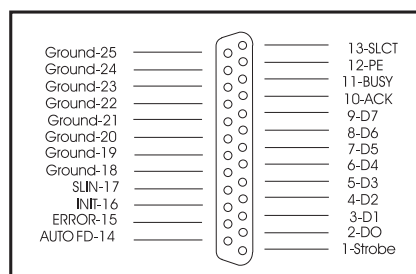 Ground-25
Ground-24
Ground-23
Ground-22
Ground-21
Ground-20
Ground-19
Ground-18
SLIN-17
INIT-16
ERROR-15
AUTO FD-14
13-SLCT
12-PE
11-BUSY
10-ACK
9-D7
8-D6
7-D5
6-D4
5-D3
4-D2
3-D1
2-DO
1-Strobe